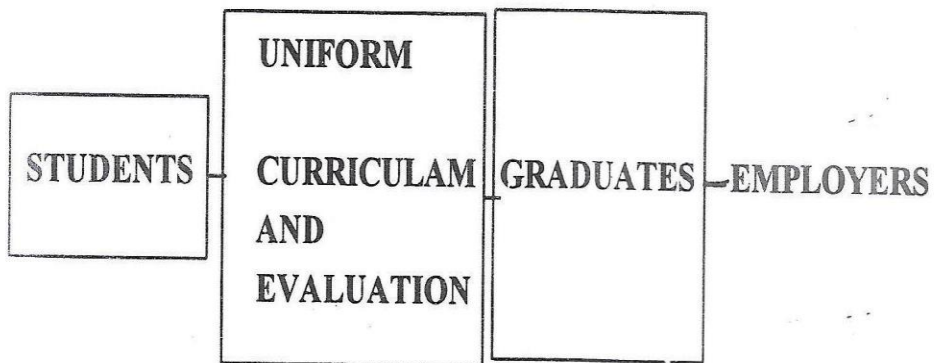 UNIFORM
STUDENTS
CURRICULAM
GRADUATES
EMPLOYERS
AND
EVALUATION